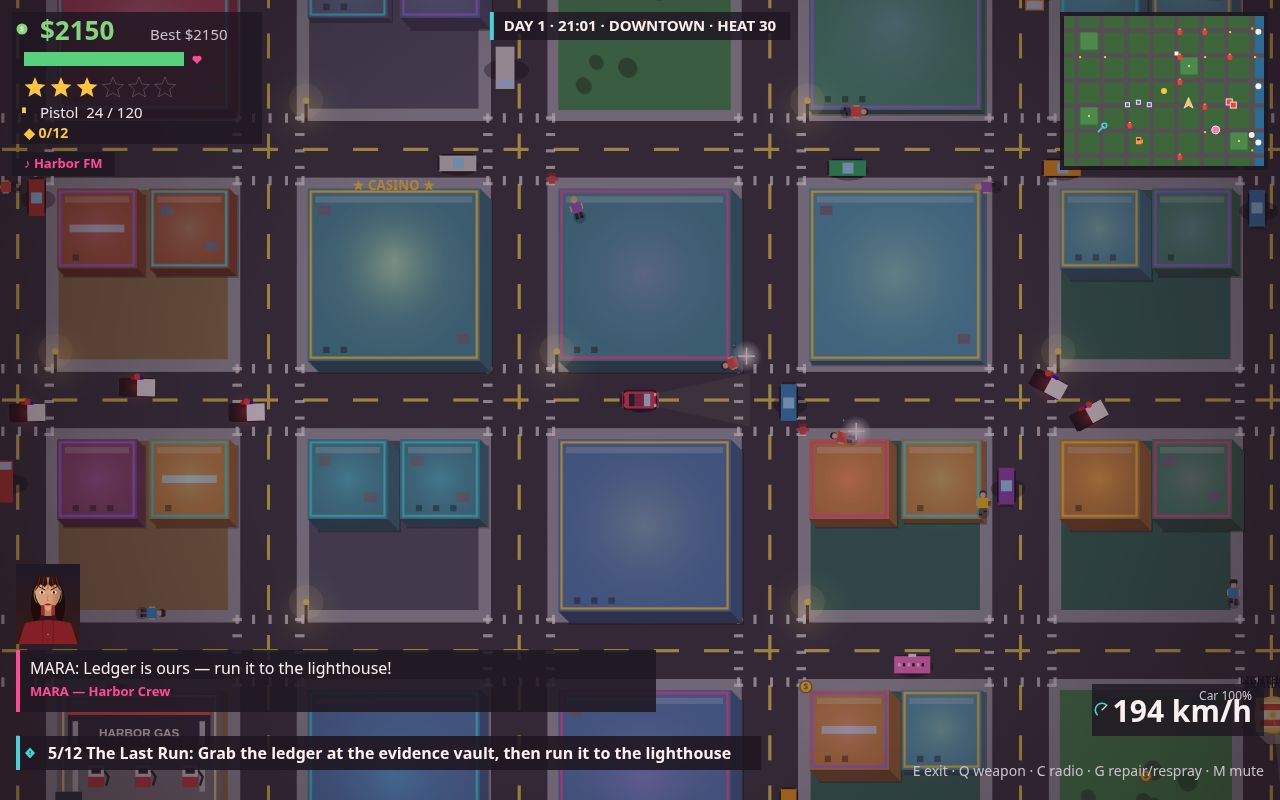 $2150 Best $2150
DAY 1 · 21:01 · DOWNTOWN · HEAT 30
Pistol 24 / 120
0/12
♪ Harbor FM
★ CASINO ★
MARA: Ledger is ours — run it to the lighthouse!
MARA — Harbor Crew
HARBOR GAS
Car 100%
194 km/h
5/12 The Last Run: Grab the ledger at the evidence vault, then run it to the lighthouse
E exit · Q weapon · C radio · G repair/respray · M mute